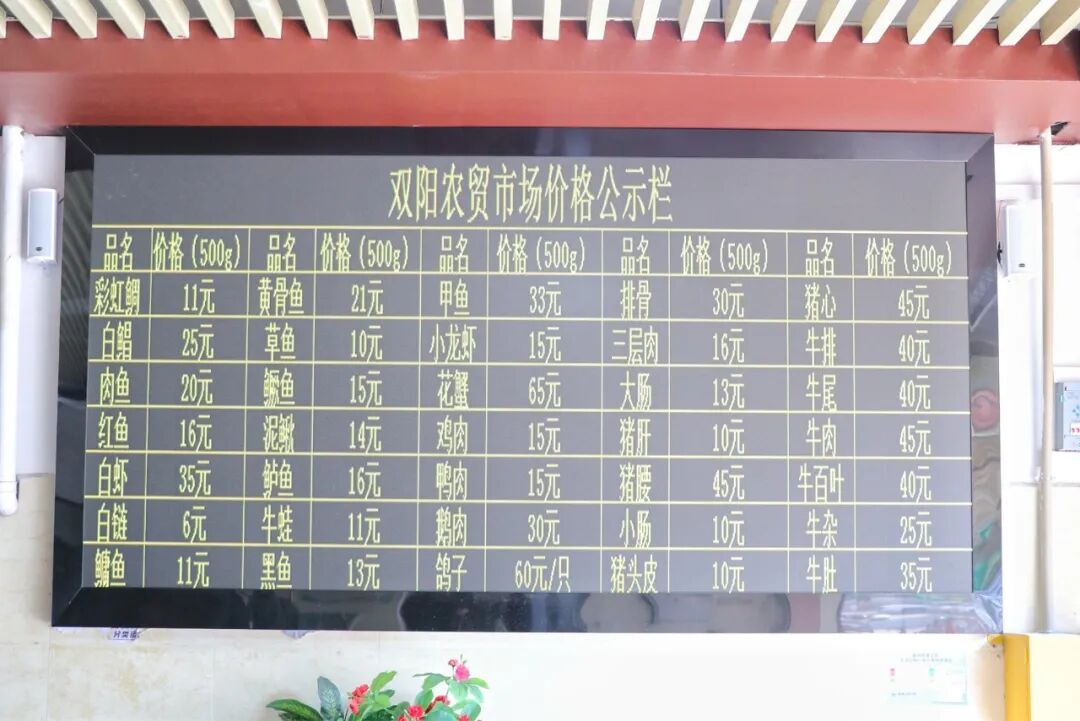 双阳农贸市场价格公示栏
品名 价格(500g) 品名 价格(500g) 品名 价格(500g) 品名 价格(500g) 品名 价格(500g)
彩虹鲷 11元 黄骨鱼 21元 甲鱼 33元 排骨 30元 猪心 45元
白鲳 25元 草鱼 10元 小龙虾 15元 三层肉 16元 牛排 40元
肉鱼 20元 鳜鱼 15元 花蟹 65元 大肠 13元 牛尾 40元
红鱼 16元 泥鳅 14元 鸡肉 15元 猪肝 10元 牛肉 45元
白虾 35元 鲈鱼 16元 鸭肉 15元 猪腰 45元 牛百叶 40元
白链 6元 牛蛙 11元 鹅肉 30元 小肠 10元 牛杂 25元
鳙鱼 11元 黑鱼 13元 鸽子 60元/只 猪头皮 10元 牛肚 35元